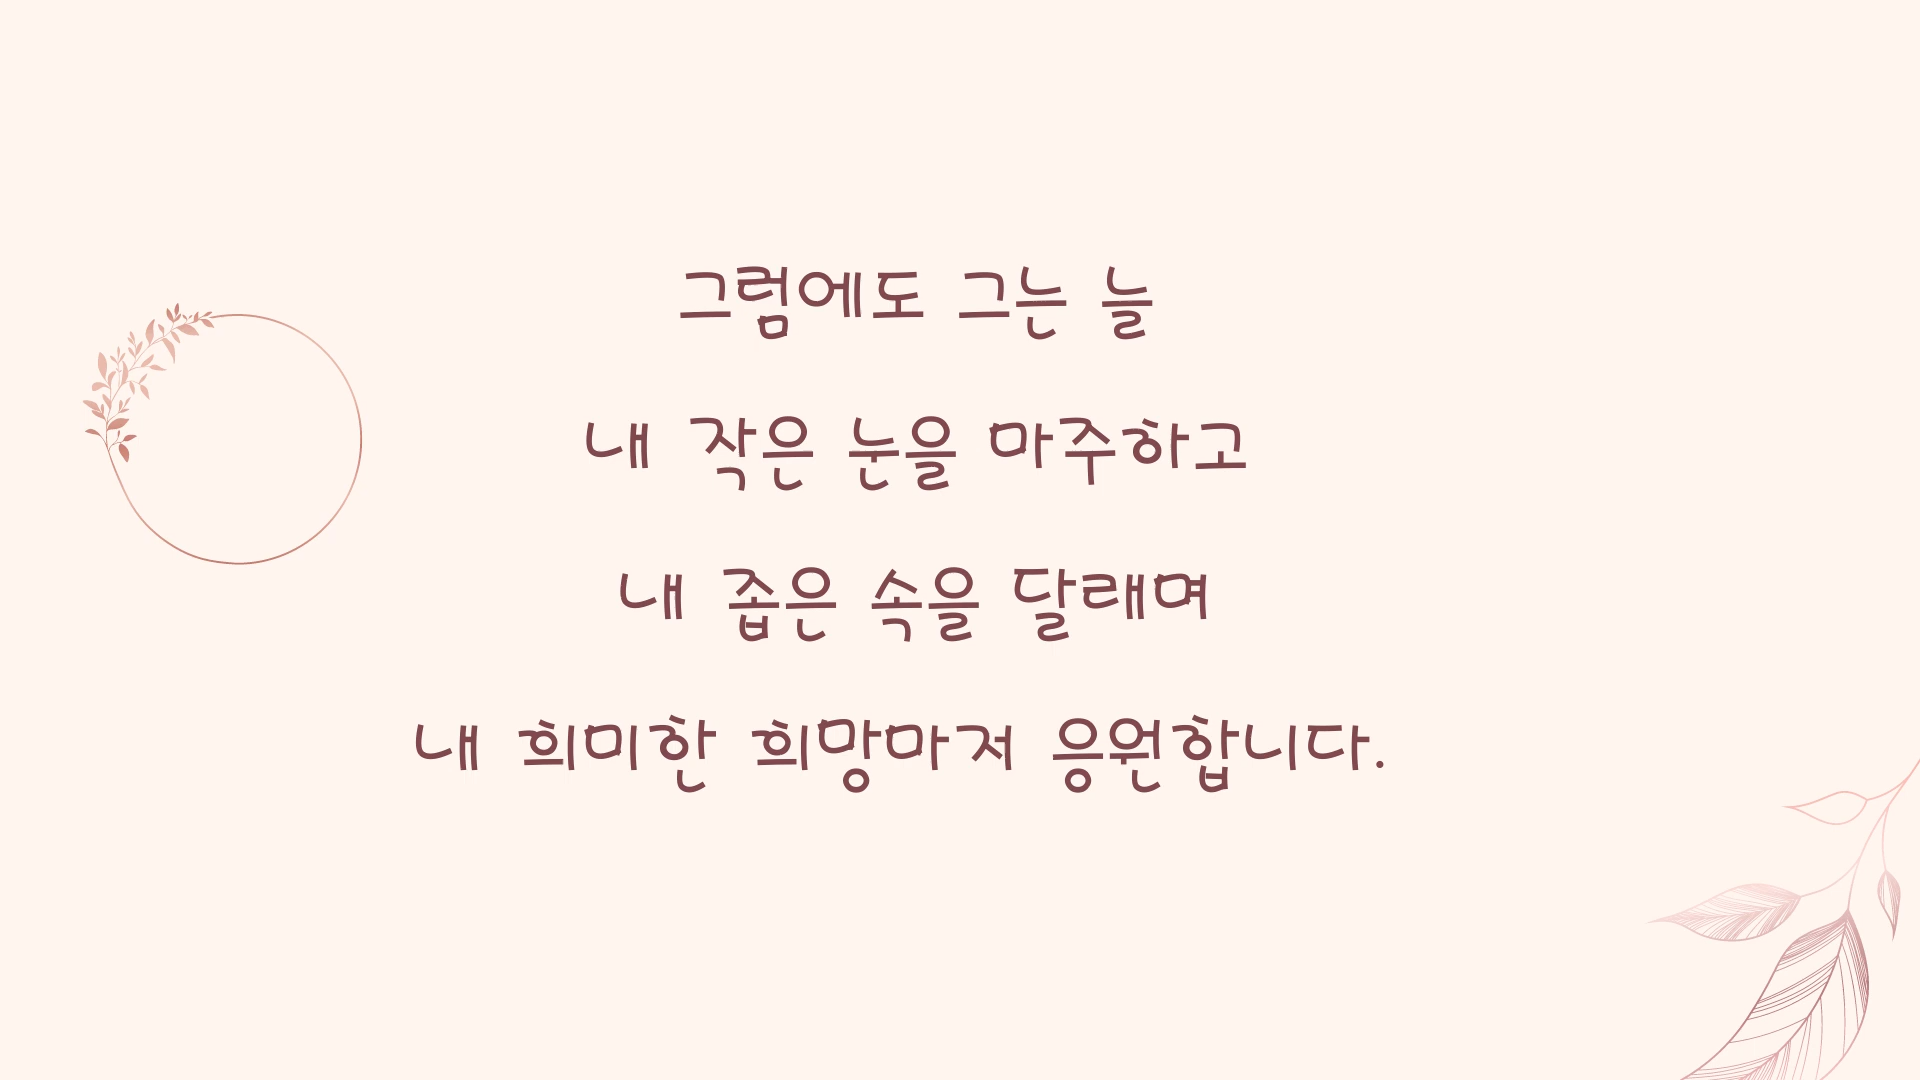 그럼에도 그는 늘
내 작은 눈을 마주하고
내 좁은 속을 달래며
내 희미한 희망마저 응원합니다.